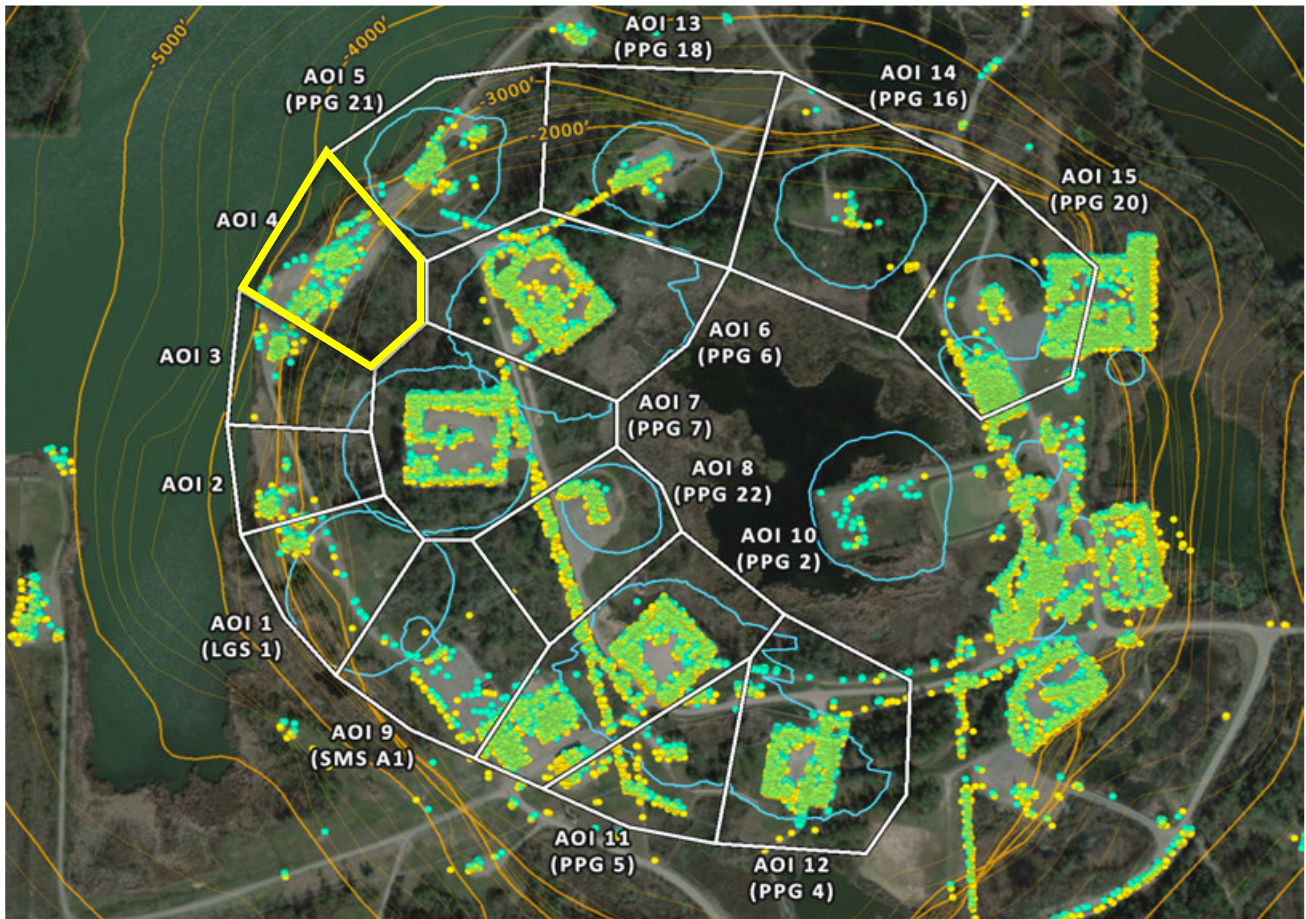 -5000'
-4000'
AOI 13
(PPG 18)
AOI 5
(PPG 21)
AOI 14
(PPG 16)
-3000'
-2000'
AOI 15
(PPG 20)
AOI 4
AOI 6
(PPG 6)
AOI 3
AOI 7
(PPG 7)
AOI 8
(PPG 22)
AOI 2
AOI 10
(PPG 2)
AOI 1
(LGS 1)
AOI 9
(SMS A1)
AOI 11
(PPG 5)
AOI 12
(PPG 4)